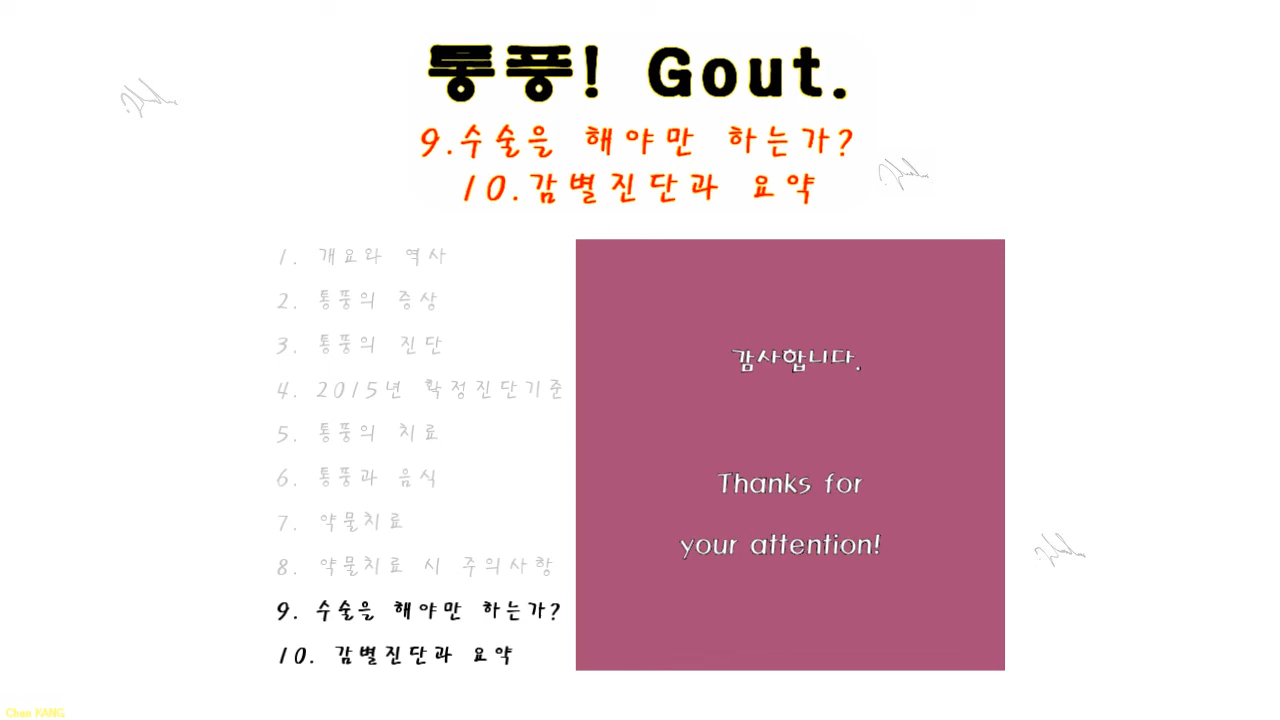 통풍! Gout.
9.수술을 해야만 하는가?
10.감별진단과 요약
1. 개요와 역사
2. 통풍의 증상
3. 통풍의 진단
4. 2015년 확정진단기준
5. 통풍의 치료
6. 통풍과 음식
7. 약물치료
8. 약물치료 시 주의사항
9. 수술을 해야만 하는가?
10. 감별진단과 요약
감사합니다.
Thanks for
your attention!
Chan KANG.